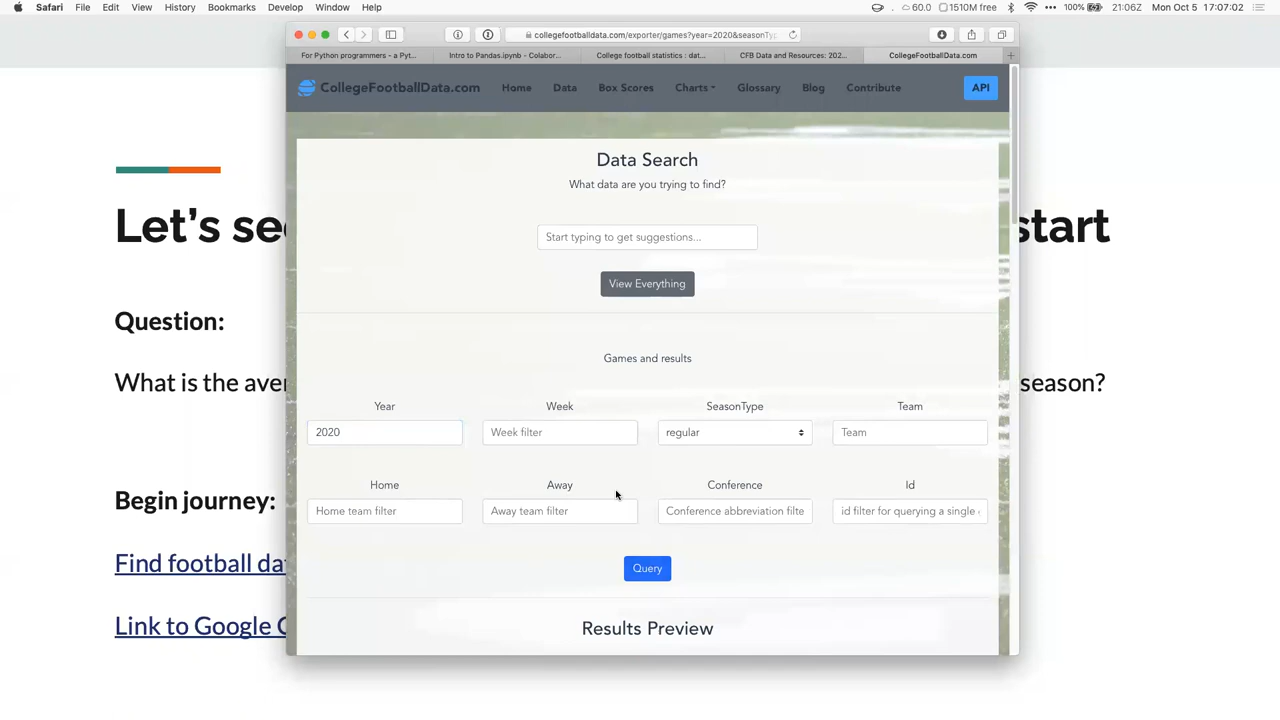 Safari File Edit View History Bookmarks Develop Window Help 60.0 1510M free 100% 21:06Z Mon Oct 5 17:07:02
collegefootballdata.com/exporter/games?year=2020&seasonTy
For Python programmers - a Pyt... Intro to Pandas.ipynb - Colabor... College football statistics : dat... CFB Data and Resources: 202... CollegeFootballData.com
CollegeFootballData.com Home Data Box Scores Charts Glossary Blog Contribute API
Data Search
What data are you trying to find?
Start typing to get suggestions...
View Everything
Games and results
Year Week SeasonType Team
2020 Week filter regular Team
Home Away Conference Id
Home team filter Away team filter Conference abbreviation filte id filter for querying a single
Query
Results Preview
Let's se start
Question:
What is the ave season?
Begin journey:
Find football da
Link to Google